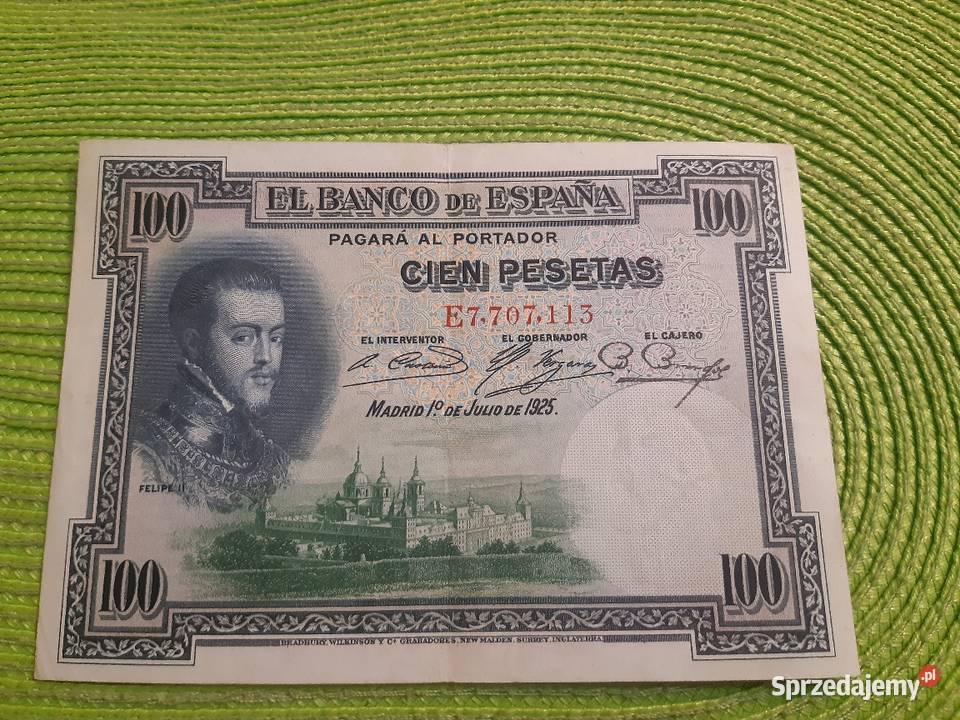 100 EL BANCO DE ESPAÑA 100
PAGARÁ AL PORTADOR
CIEN PESETAS
E7,707,113
EL INTERVENTOR EL GOBERNADOR EL CAJERO
MADRID 1º DE JULIO DE 1925.
FELIPE II
100 100
BRADBURY, WILKINSON Y Cª GRABADORES, NEW MALDEN, SURREY, INGLATERRA.
Sprzedajemy.pl